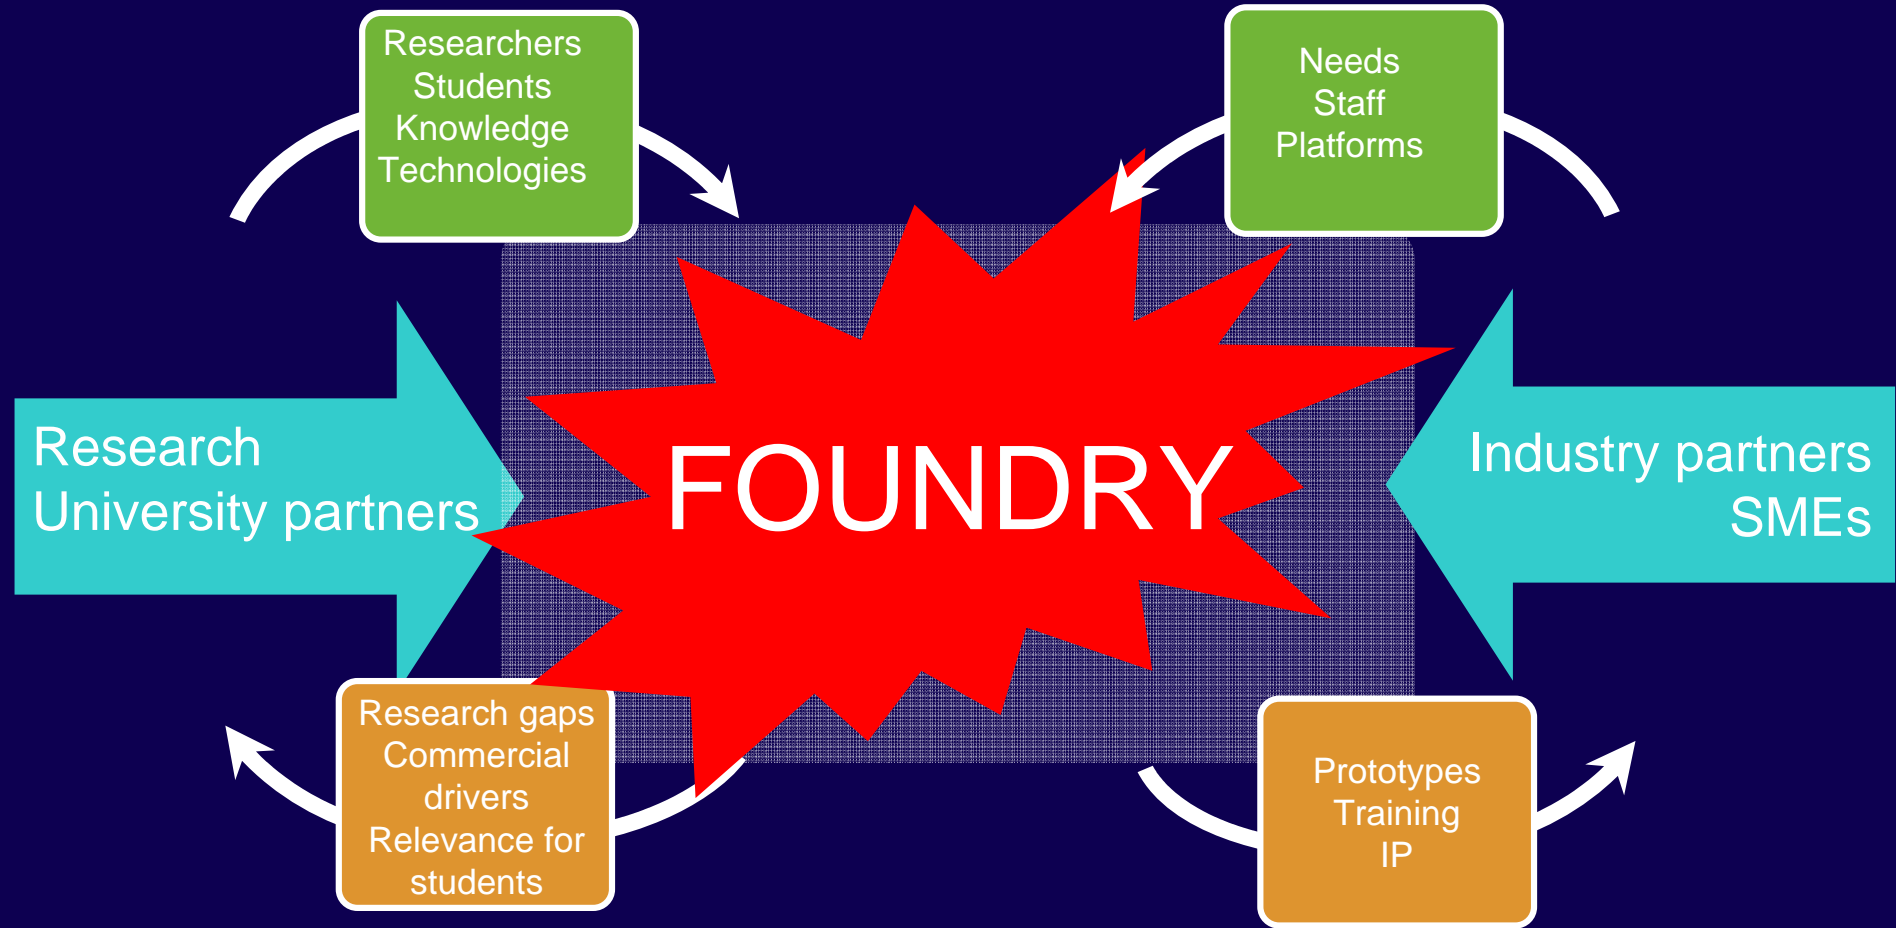 Researchers
Students
Knowledge
Technologies
Needs
Staff
Platforms
Research
University partners
FOUNDRY
Industry partners
SMEs
Research gaps
Commercial
drivers
Relevance for
students
Prototypes
Training
IP